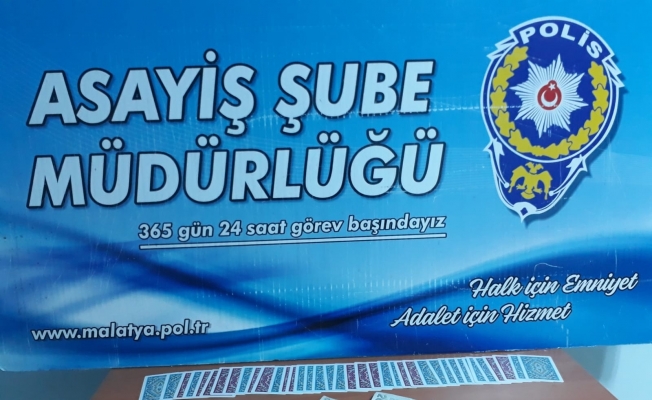 POLİS
ASAYİŞ ŞUBE
MÜDÜRLÜĞÜ
365 gün 24 saat görev başındayız
Halk için Emniyet
Adalet için Hizmet
www.malatya.pol.tr